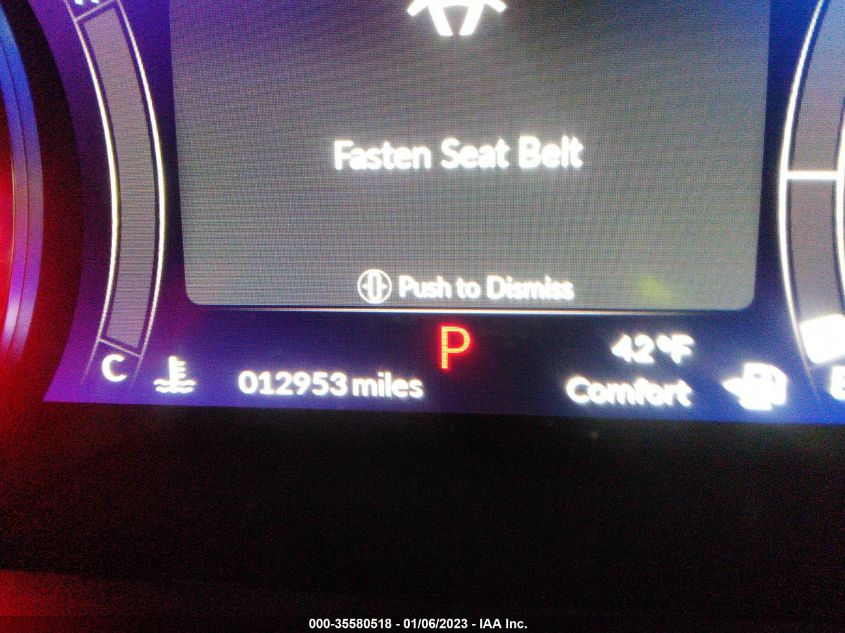 Fasten Seat Belt
Push to Dismiss
P
42°F
C
012953 miles
Comfort
000-35580518 - 01/06/2023 - IAA Inc.